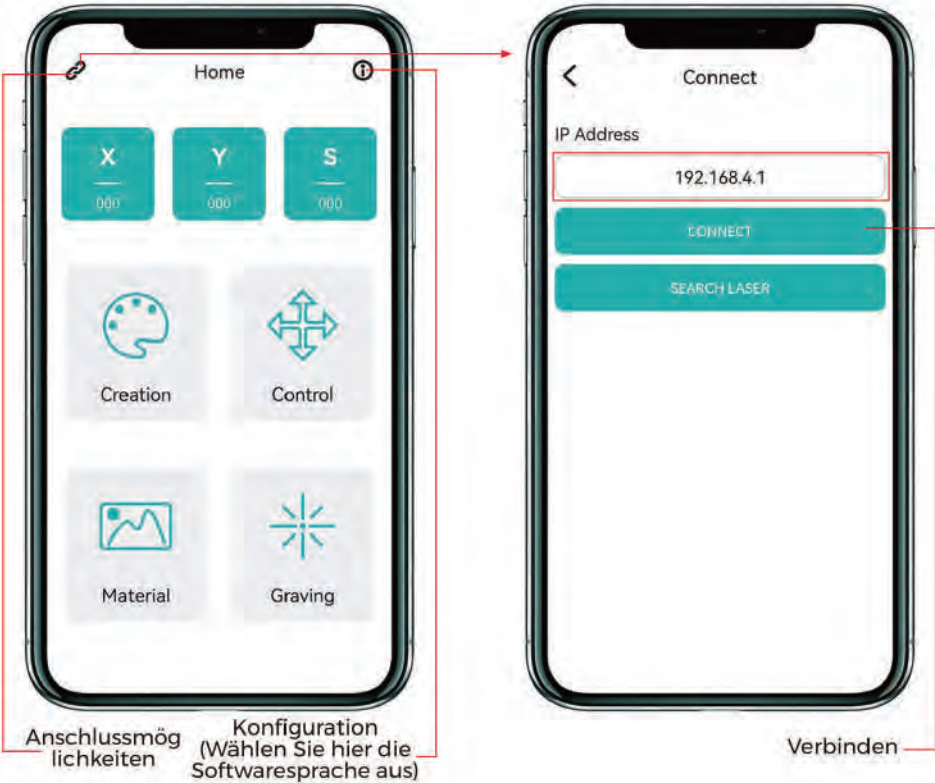 Home
X
Y
S
000
000
000
Creation
Control
Material
Graving
Anschlussmög
lichkeiten
Konfiguration
(Wählen Sie hier die
Softwaresprache aus)
Connect
IP Address
192.168.4.1
CONNECT
SEARCH LASER
Verbinden